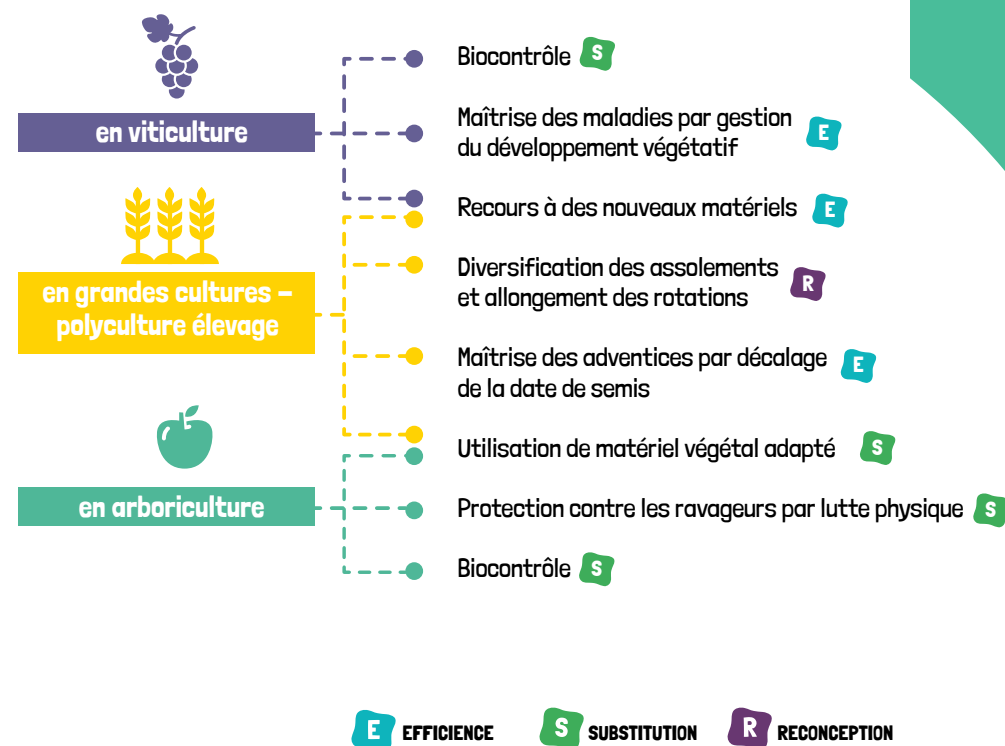 en viticulture
Biocontrôle S
Maîtrise des maladies par gestion
du développement végétatif E
Recours à des nouveaux matériels E
en grandes cultures –
polyculture élevage
Diversification des assolements
et allongement des rotations R
Maîtrise des adventices par décalage
de la date de semis E
Utilisation de matériel végétal adapté S
en arboriculture
Protection contre les ravageurs par lutte physique S
Biocontrôle S
E EFFICIENCE S SUBSTITUTION R RECONCEPTION